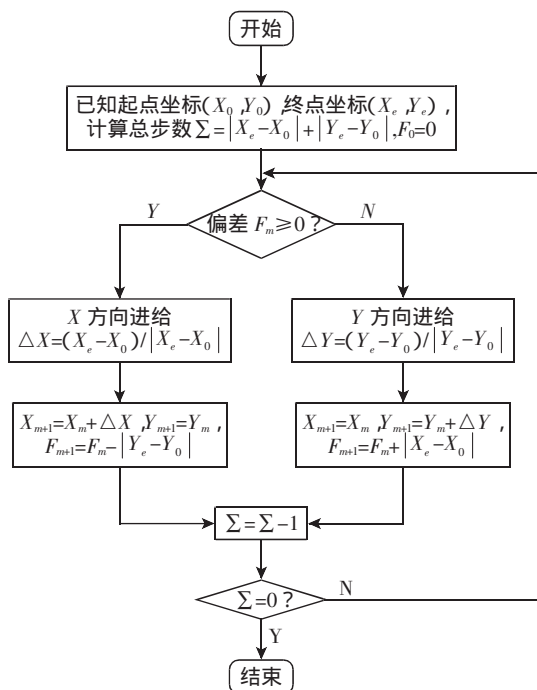 开始
已知起点坐标(X₀,Y₀),终点坐标(Xₑ,Yₑ),
计算总步数∑=|Xₑ-X₀|+|Yₑ-Y₀|,F₀=0
Y
偏差 Fₘ≥0?
N
X 方向进给
△X=(Xₑ-X₀)/|Xₑ-X₀|
Y 方向进给
△Y=(Yₑ-Y₀)/|Yₑ-Y₀|
Xₘ₊₁=Xₘ+△X,Yₘ₊₁=Yₘ,
Fₘ₊₁=Fₘ-|Yₑ-Y₀|
Xₘ₊₁=Xₘ,Yₘ₊₁=Yₘ+△Y,
Fₘ₊₁=Fₘ+|Xₑ-X₀|
∑=∑-1
∑=0?
N
Y
结束